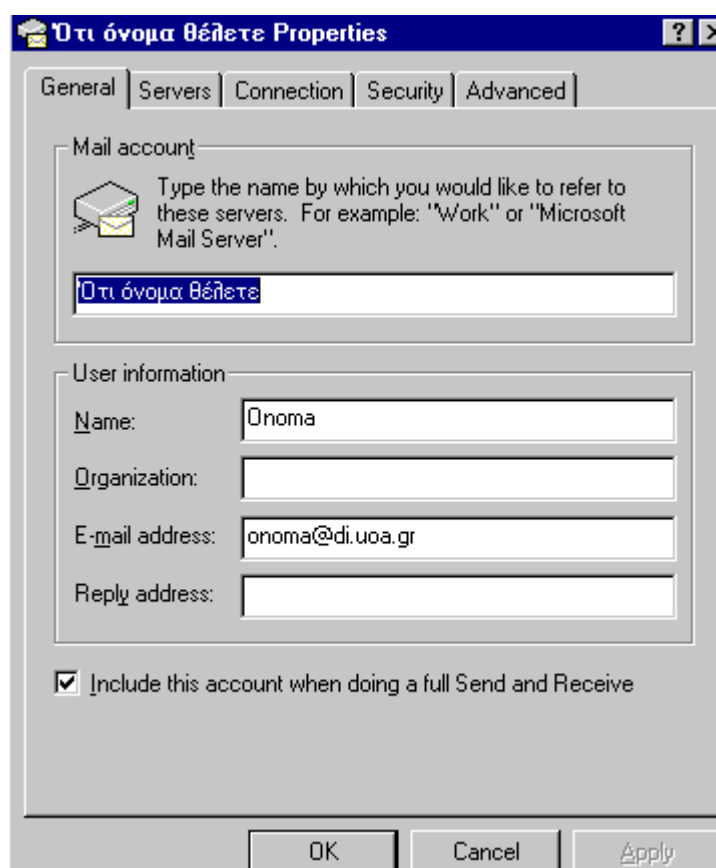 Ότι όνομα θέλετε Properties
General Servers Connection Security Advanced
Mail account
Type the name by which you would like to refer to
these servers. For example: "Work" or "Microsoft
Mail Server".
Ότι όνομα θέλετε
User information
Name: Onoma
Organization:
E-mail address: onoma@di.uoa.gr
Reply address:
Include this account when doing a full Send and Receive
OK Cancel Apply